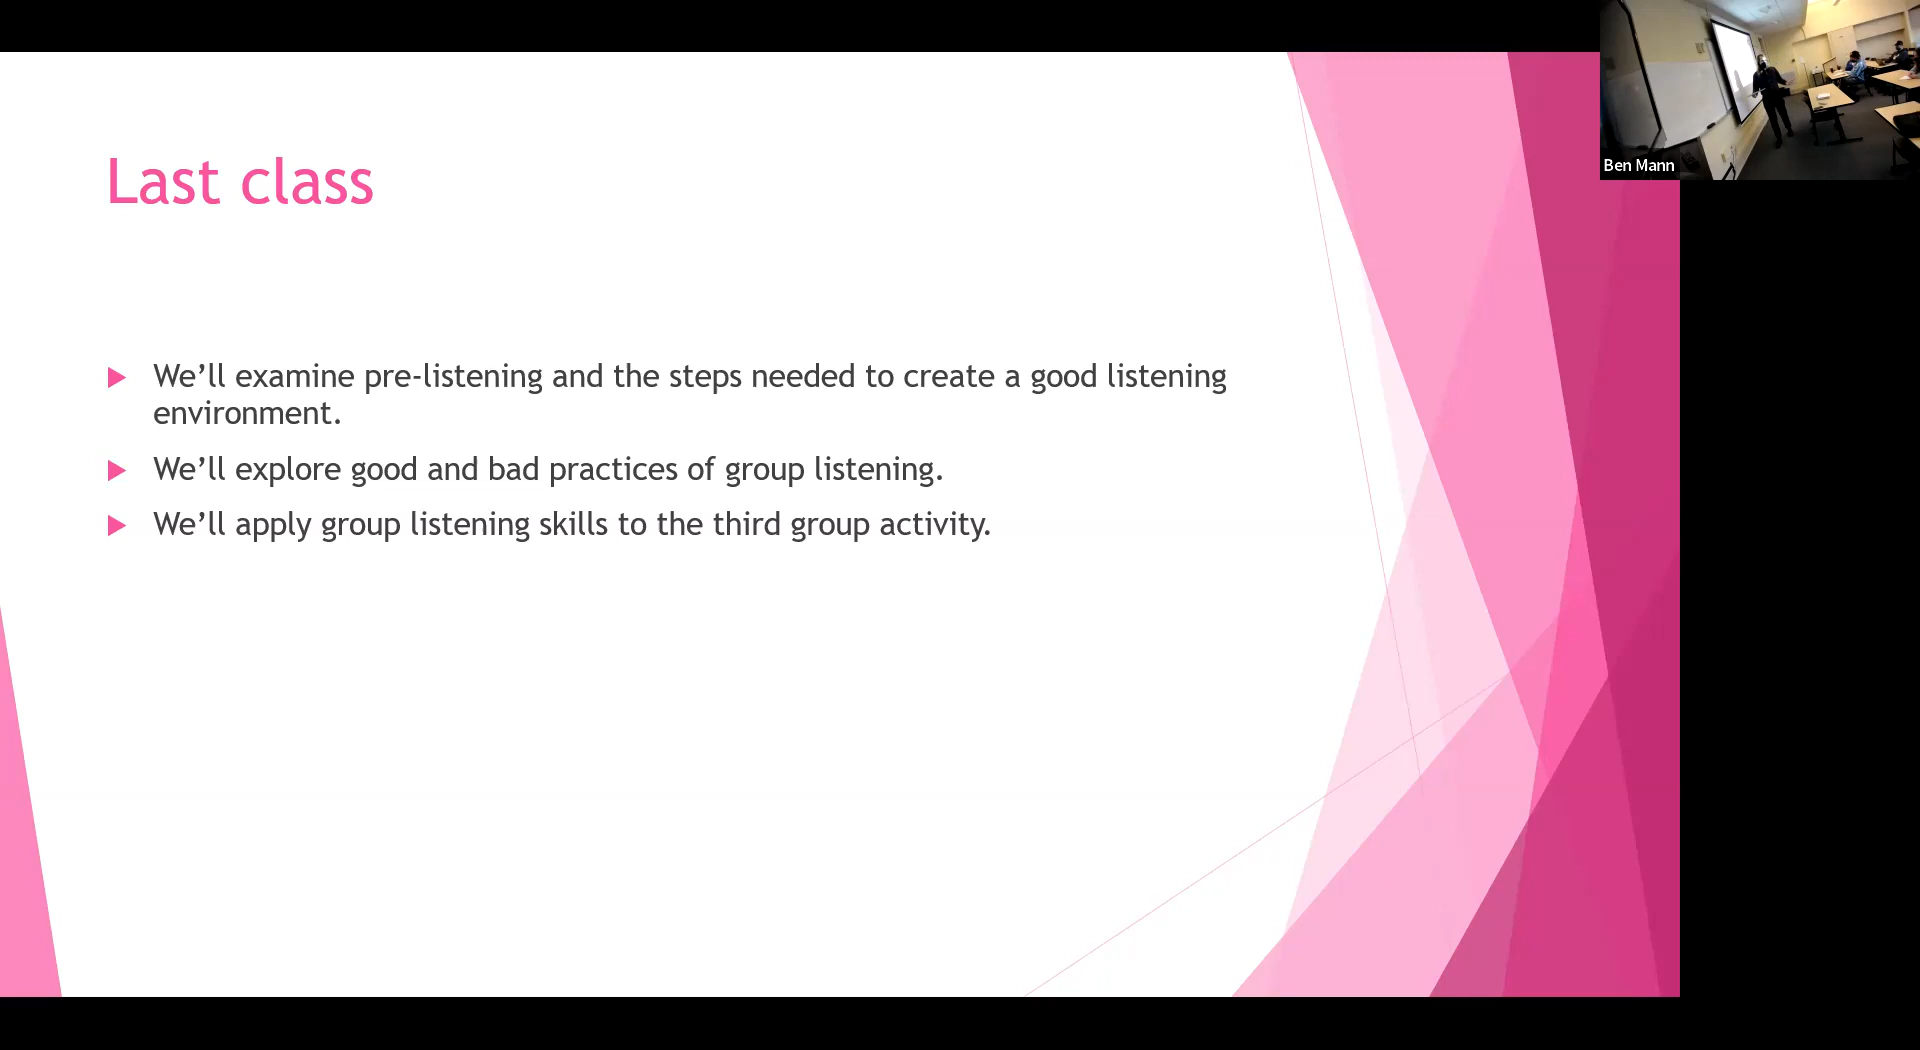 Last class
We’ll examine pre-listening and the steps needed to create a good listening
environment.
We’ll explore good and bad practices of group listening.
We’ll apply group listening skills to the third group activity.
Ben Mann